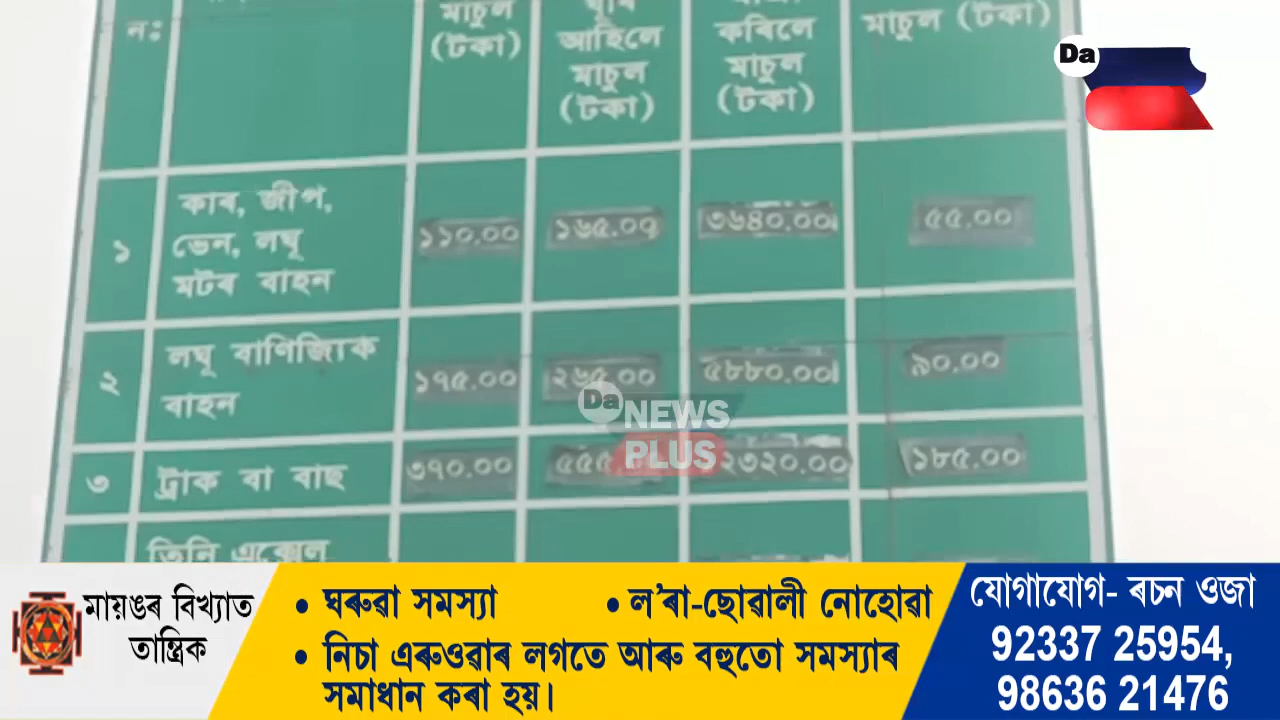 নং
মাচুল
(টকা)
আহিলে
মাচুল
(টকা)
কৰিলে
মাচুল
(টকা)
মাচুল (টকা)
Da
১
কাৰ, জীপ,
ভেন, লঘূ
মটৰ বাহন
১১০.০০
১৬৫.০০
৩৬৪০.০০
৫৫.০০
২
লঘূ বাণিজ্যিক
বাহন
১৭৫.০০
২৬৫.০০
৫৮৮০.০০
৯০.০০
Da NEWS
PLUS
৩
ট্ৰাক বা বাছ
৩৭০.০০
৫৫৫
২৩২০.০০
১৮৫.০০
তিনি এক্সেল
মায়ঙৰ বিখ্যাত
তান্ত্ৰিক
• ঘৰুৱা সমস্যা
• ল'ৰা-ছোৱালী নোহোৱা
• নিচা এৰুওৱাৰ লগতে আৰু বহুতো সমস্যাৰ
সমাধান কৰা হয়।
যোগাযোগ- ৰচন ওজা
92337 25954,
98636 21476